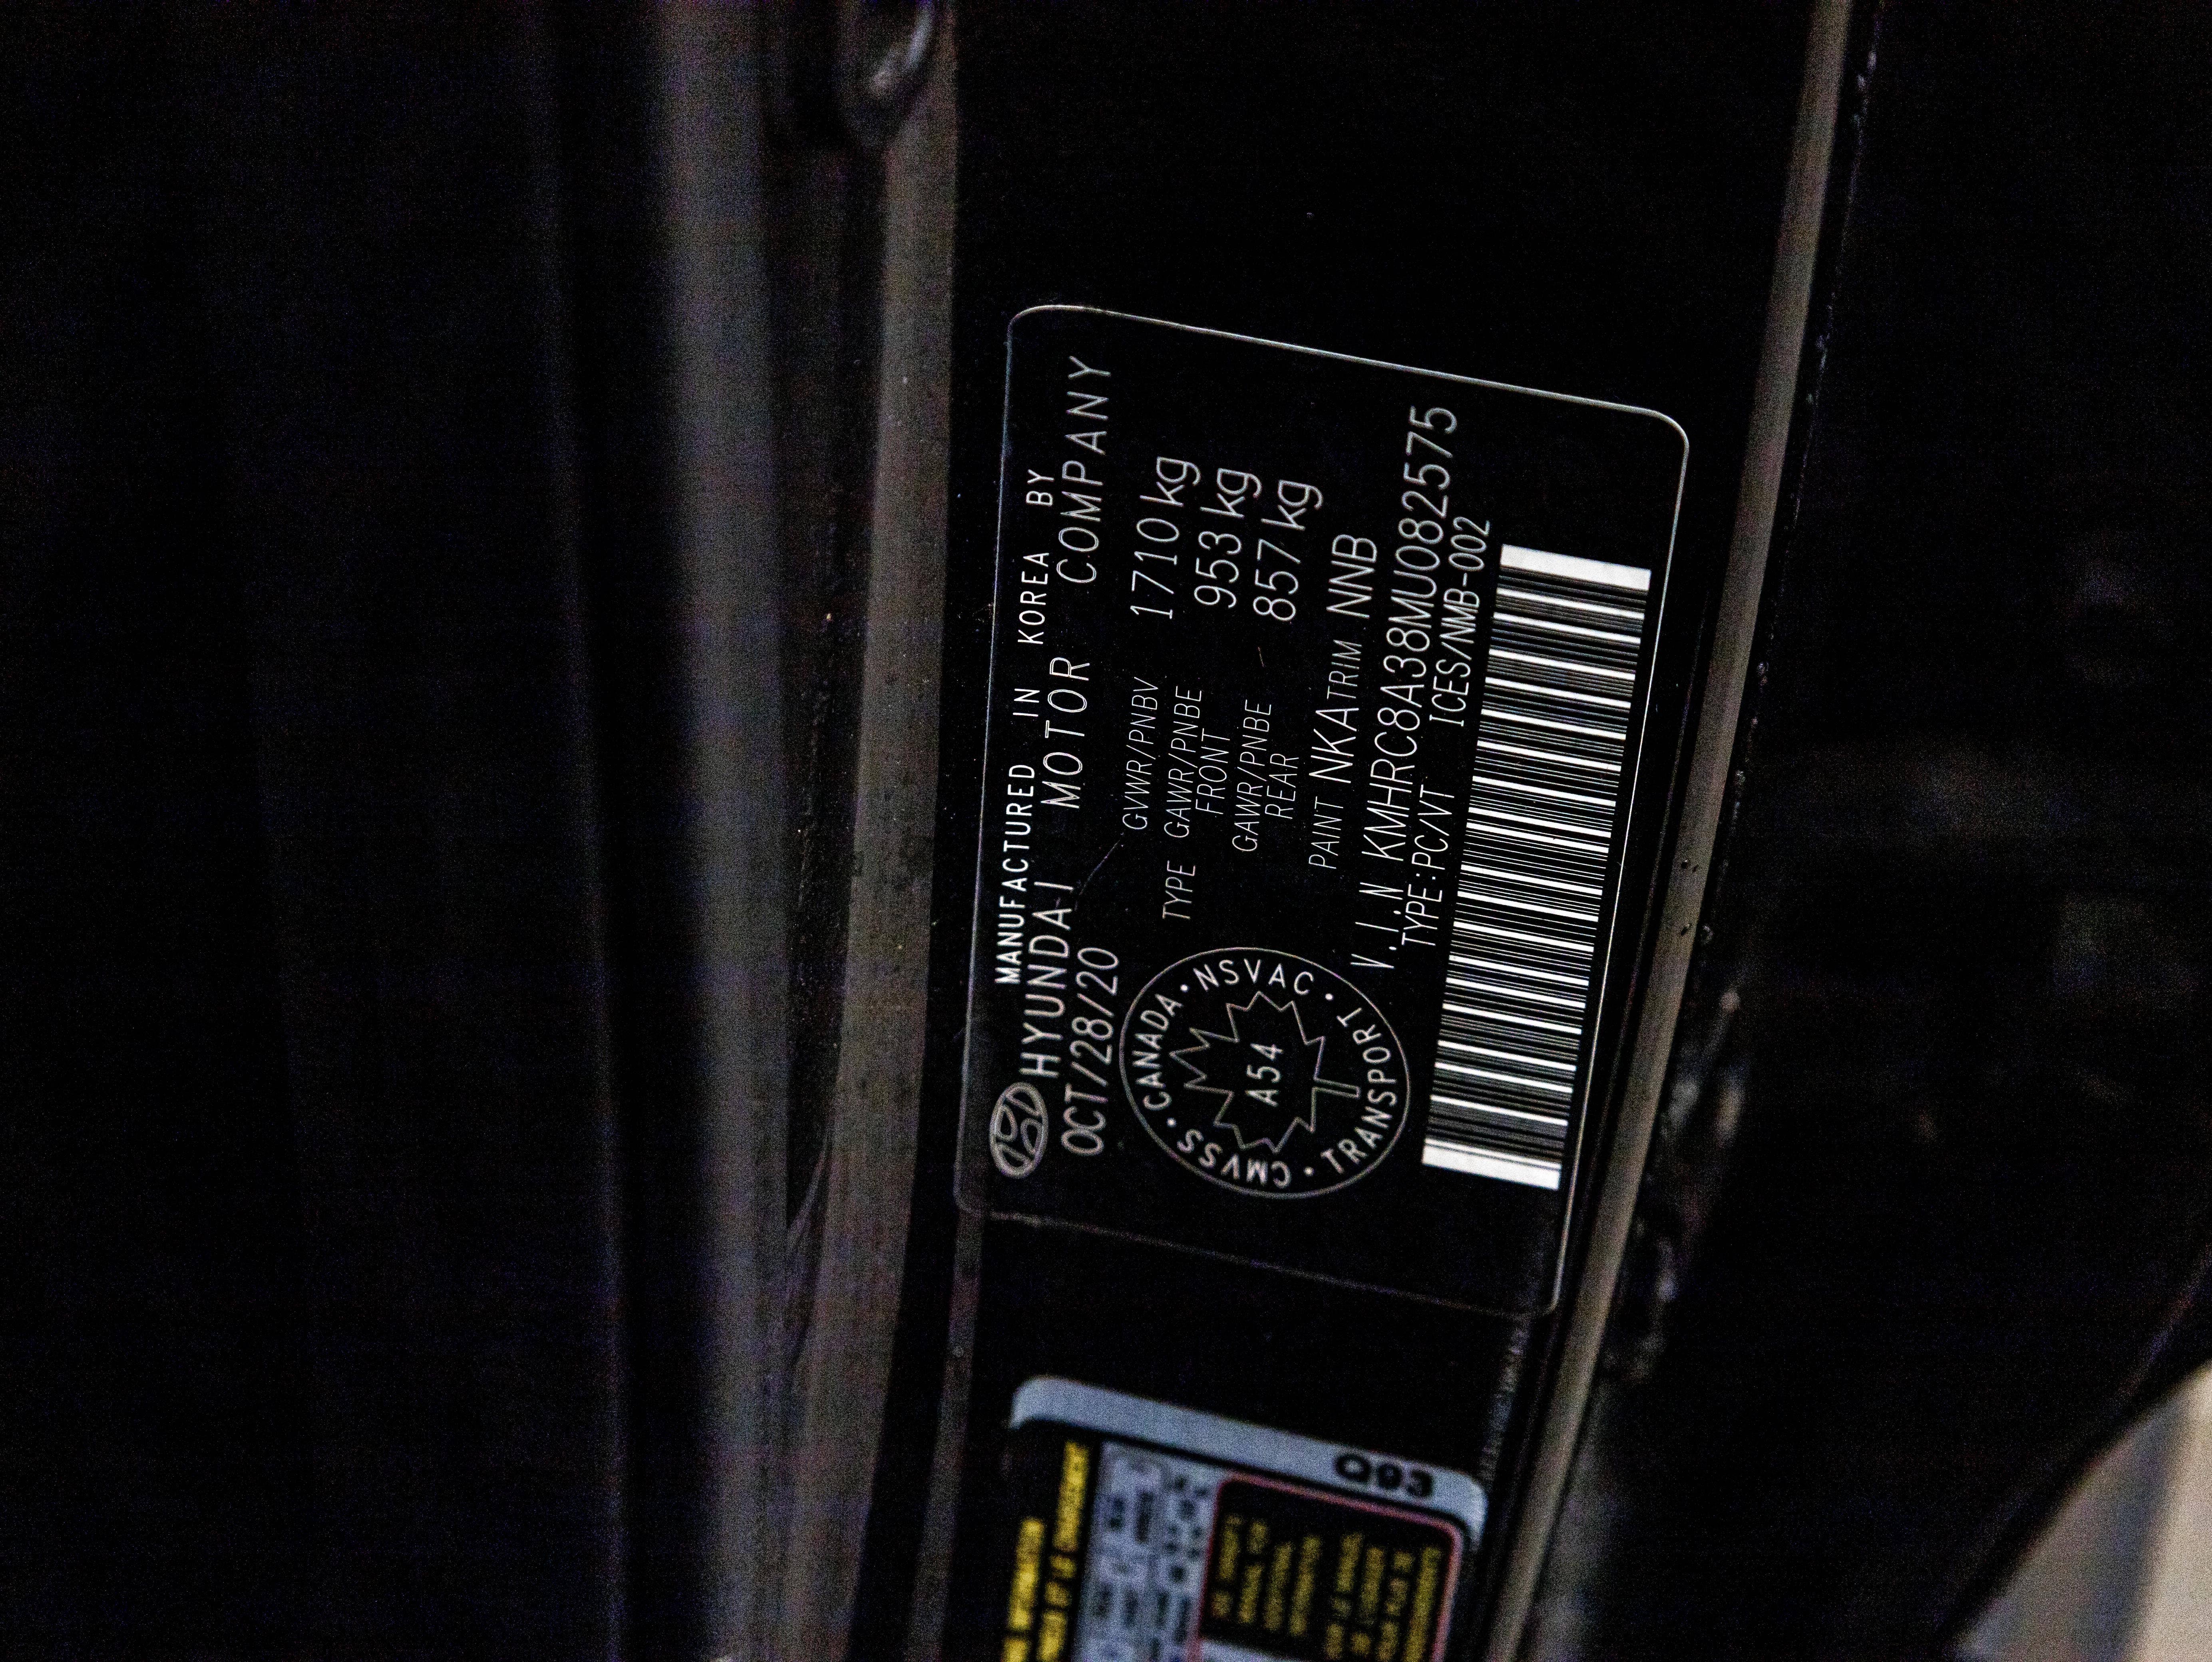 MANUFACTURED IN KOREA BY
HYUNDAI MOTOR COMPANY
OCT/28/20
GVWR/PNBV 1710 kg
TYPE GAWR/PNBE FRONT 953 kg
GAWR/PNBE REAR 857 kg
PAINT NKA TRIM NNB
V.I.N KMHRC8A38MU082575
TYPE:PC/VT ICES/NMB-002
CMVSS • CANADA • NSVAC • TRANSPORT •
A54
Q93